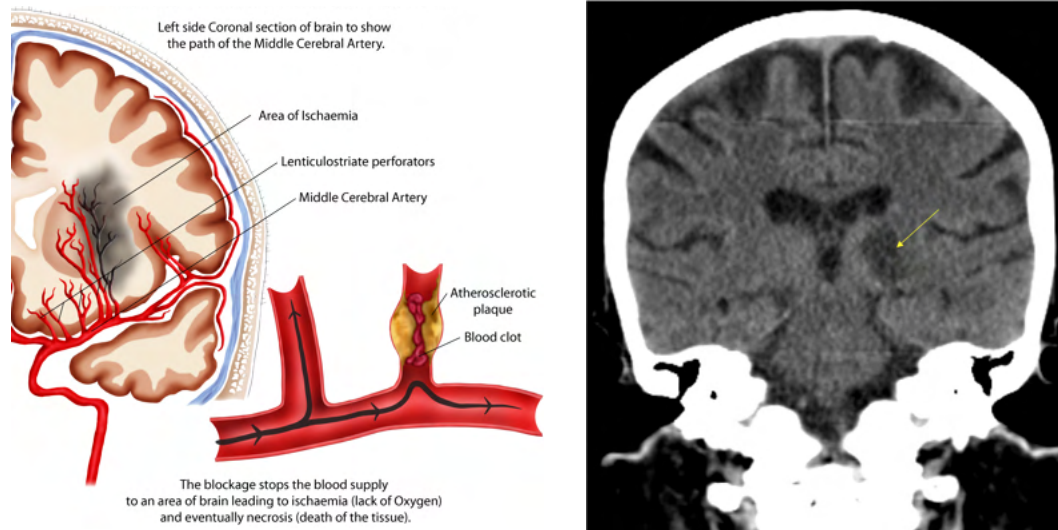 Left side Coronal section of brain to show
the path of the Middle Cerebral Artery.
Area of Ischaemia
Lenticulostriate perforators
Middle Cerebral Artery
Atherosclerotic
plaque
Blood clot
The blockage stops the blood supply
to an area of brain leading to ischaemia (lack of Oxygen)
and eventually necrosis (death of the tissue).